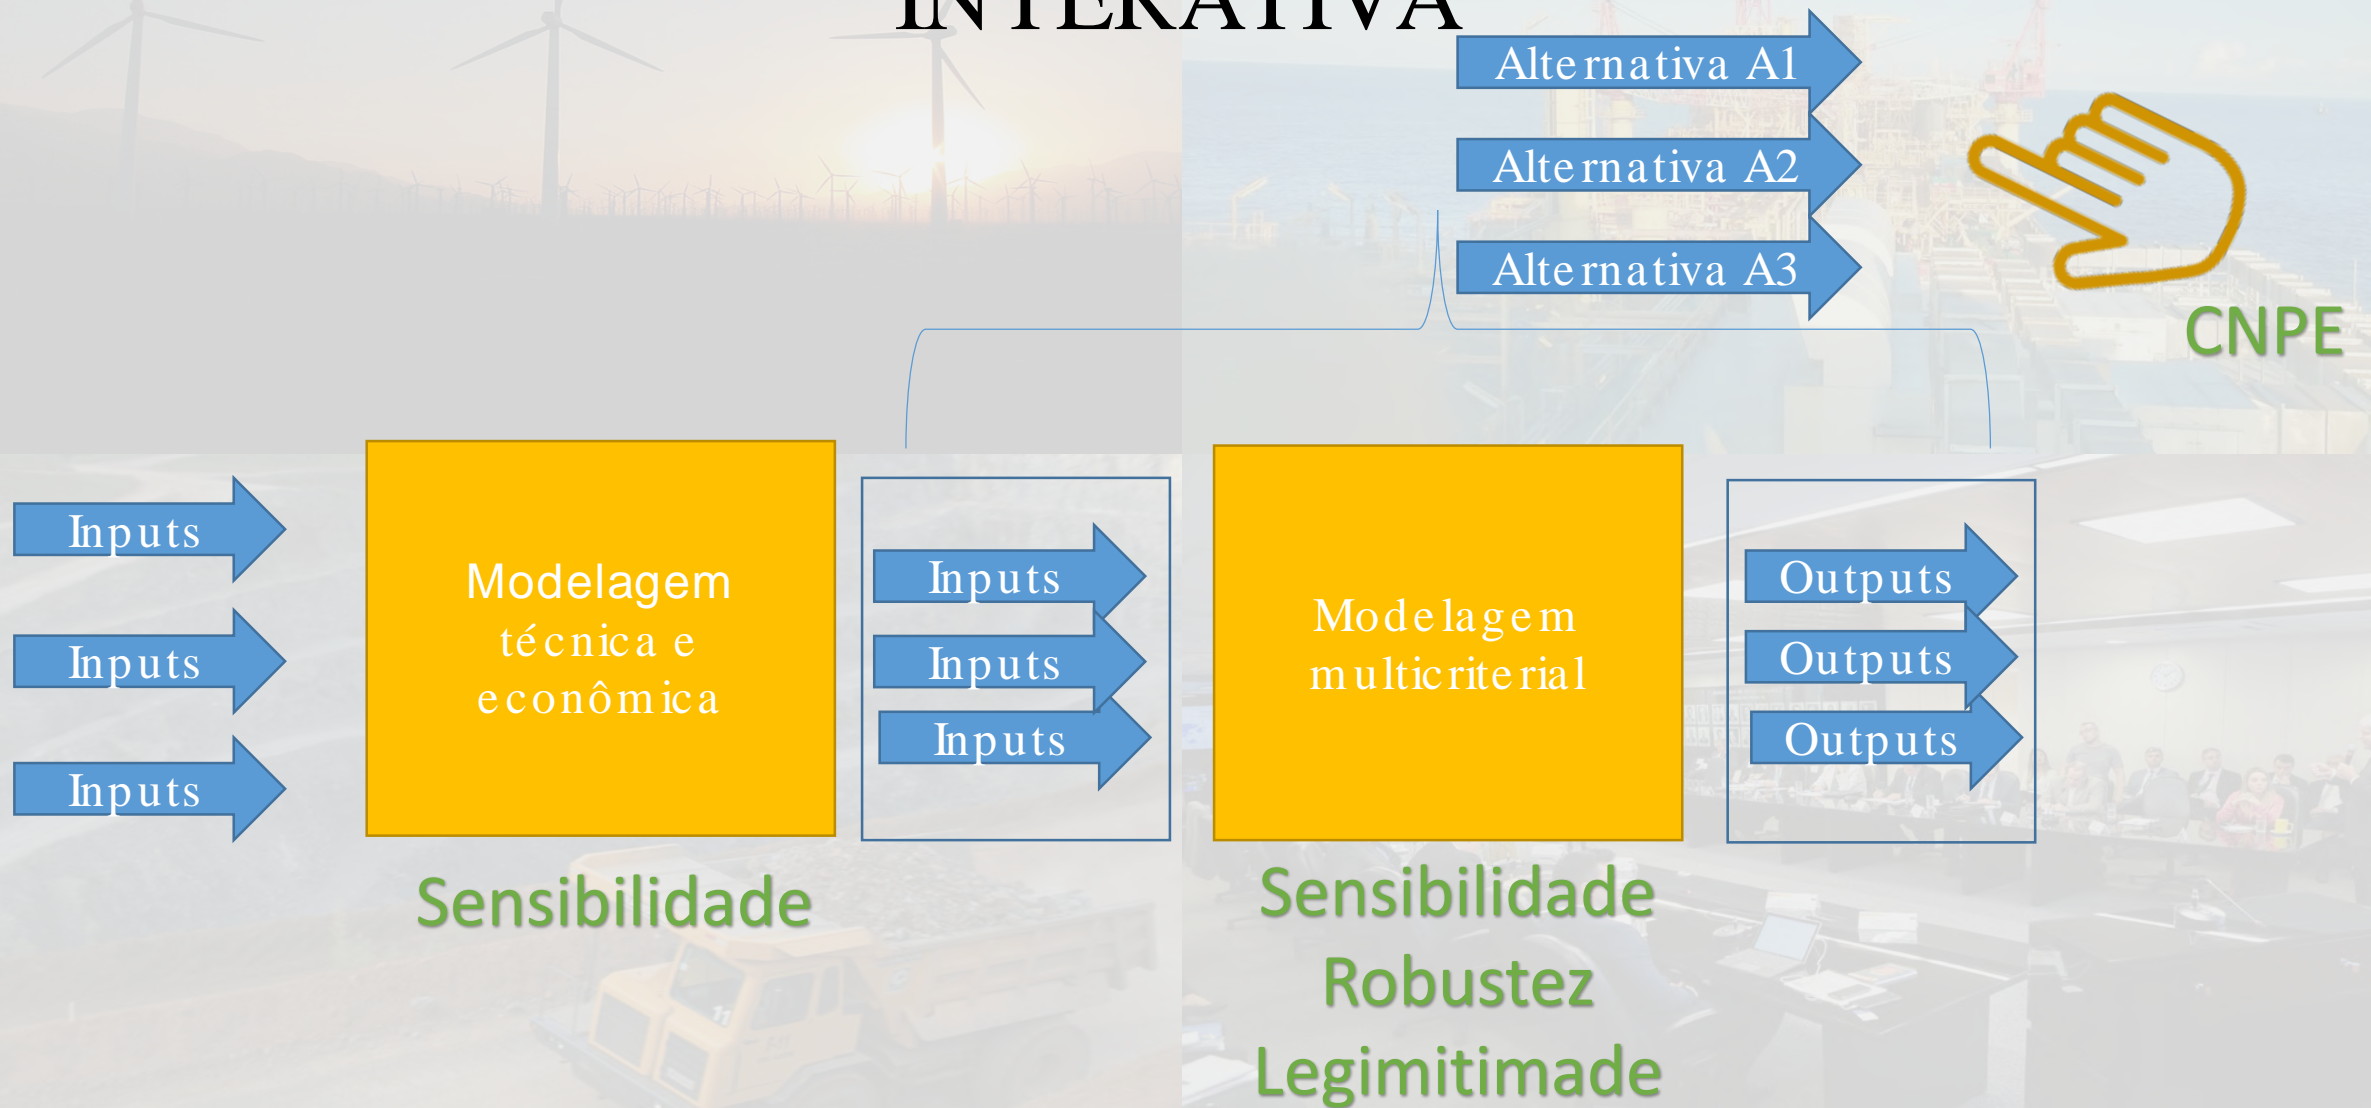 INTERATIVA
Alternativa A1
Alternativa A2
Alternativa A3
CNPE
Inputs
Inputs
Inputs
Modelagem
técnica e
econômica
Inputs
Inputs
Inputs
Modelagem
multicriterial
Outputs
Outputs
Outputs
Sensibilidade
Sensibilidade
Robustez
Legimitimade